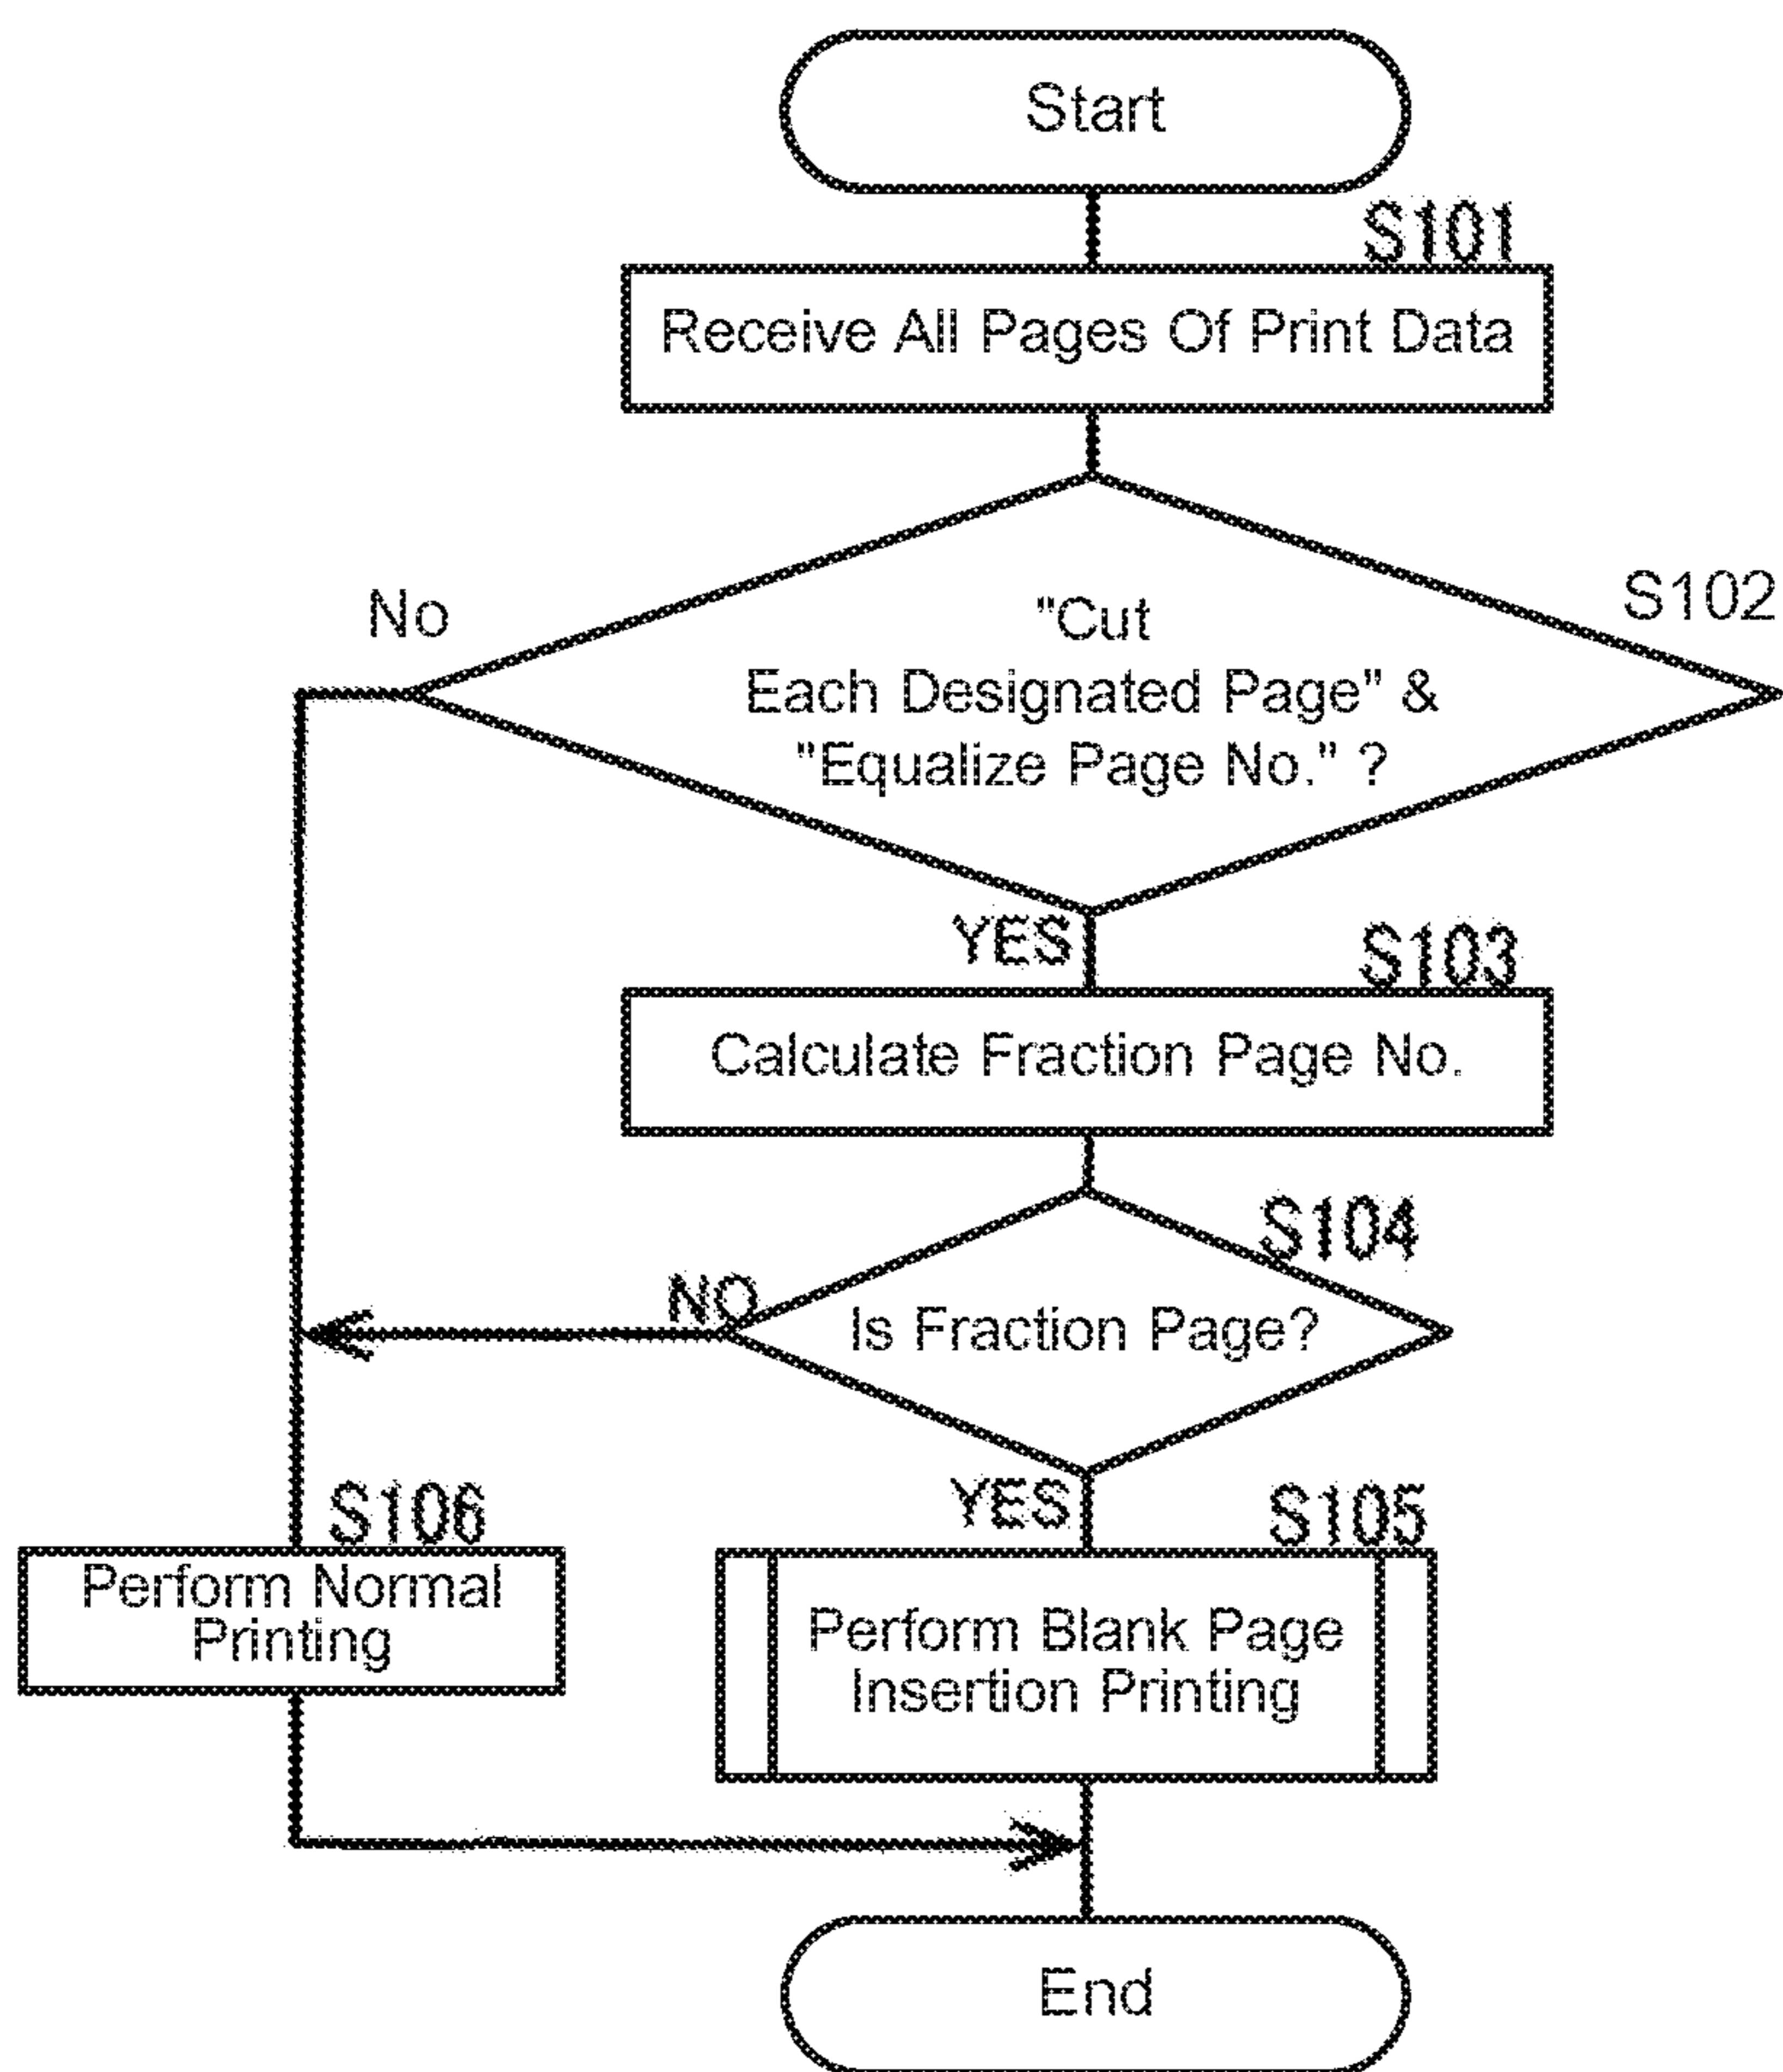 Start
S101
Receive All Pages Of Print Data
No
S102
"Cut
Each Designated Page" &
"Equalize Page No." ?
YES
S103
Calculate Fraction Page No.
S104
NO
Is Fraction Page?
YES
S106
S105
Perform Normal
Printing
Perform Blank Page
Insertion Printing
End